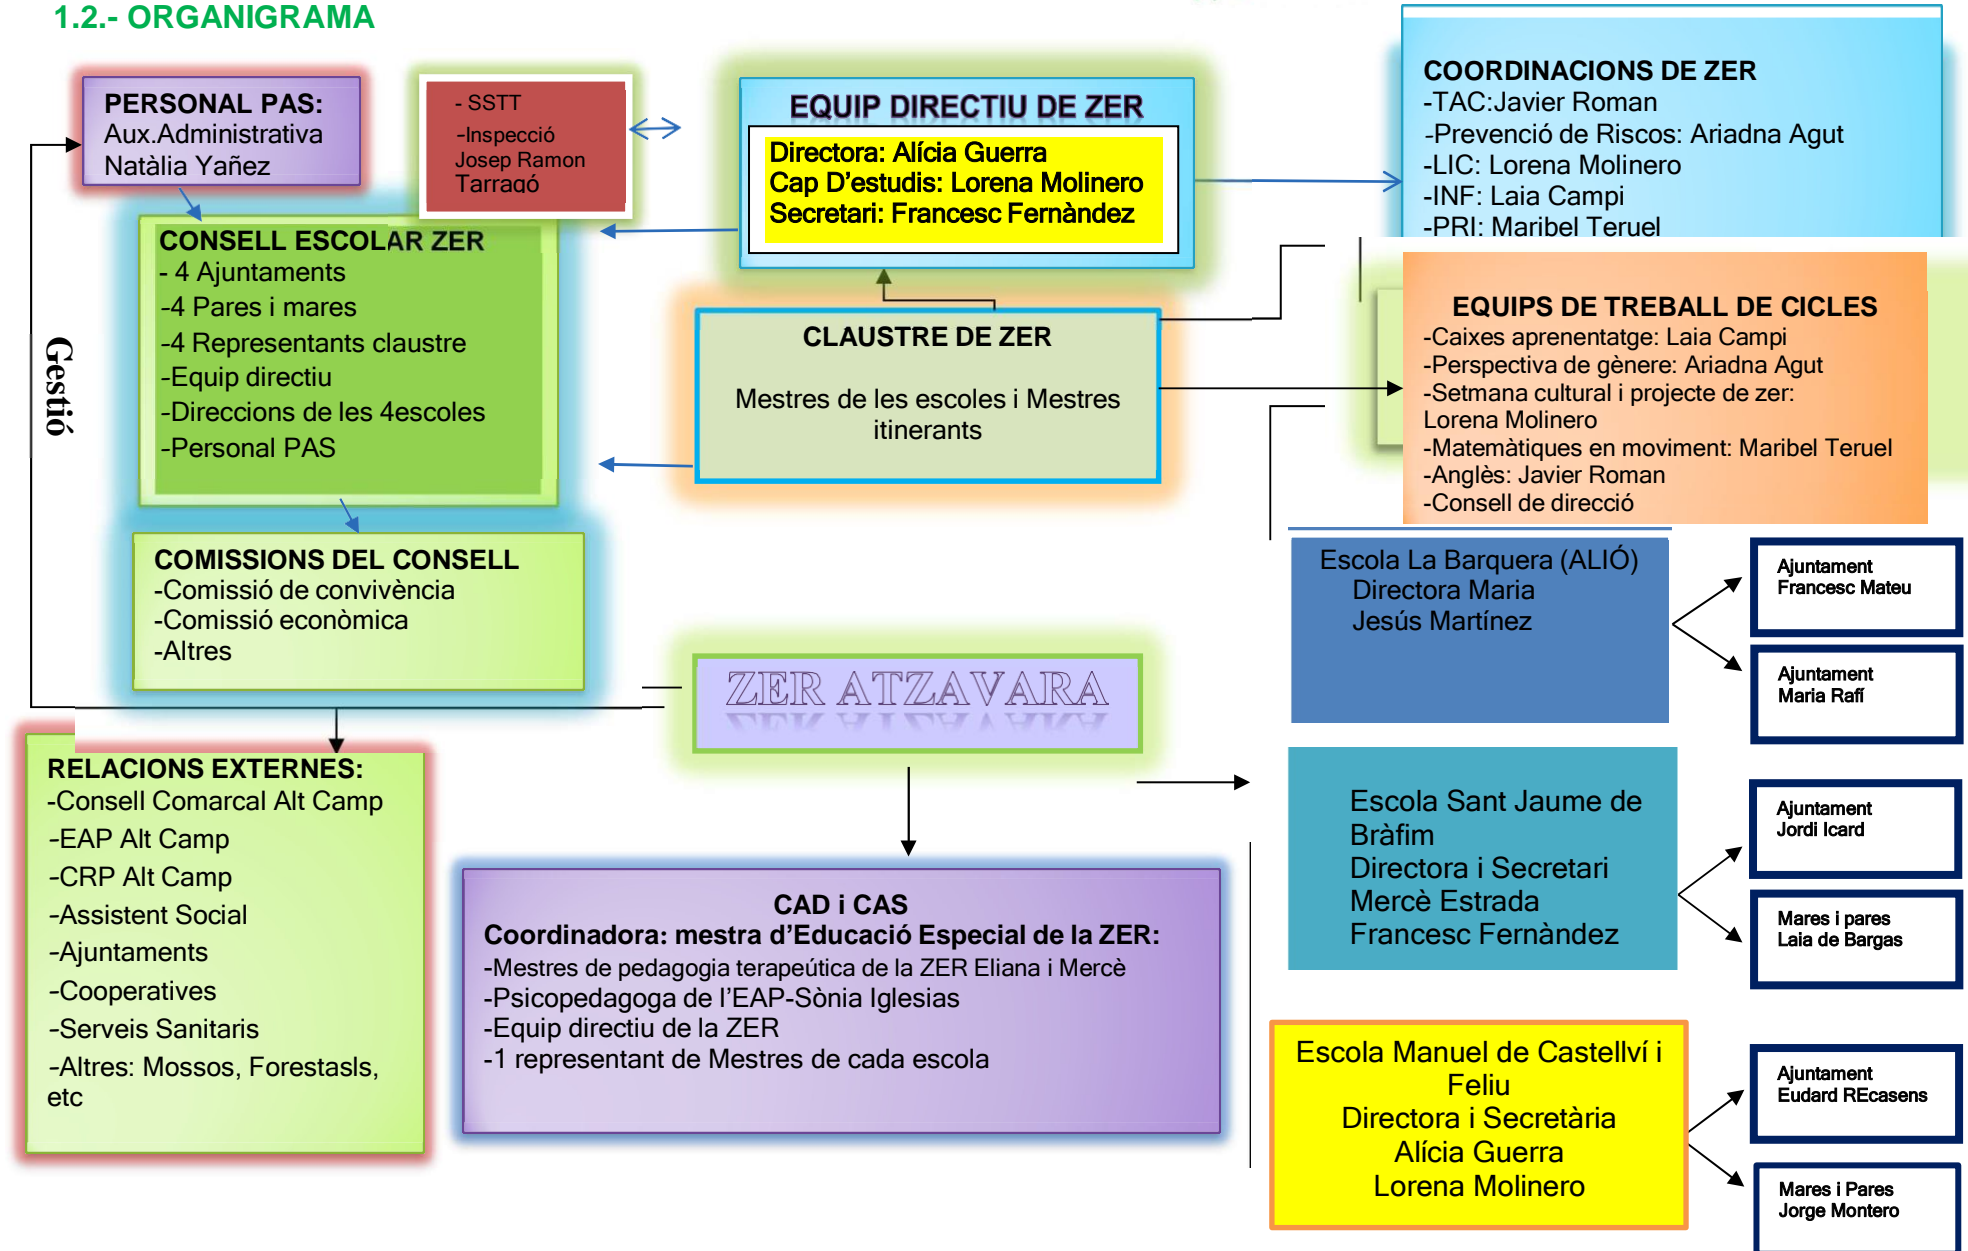 1.2.- ORGANIGRAMA
PERSONAL PAS:
Aux.Administrativa
Natàlia Yañez
- SSTT
-Inspecció
Josep Ramon
Tarragó
EQUIP DIRECTIU DE ZER
Directora: Alícia Guerra
Cap D'estudis: Lorena Molinero
Secretari: Francesc Fernàndez
COORDINACIONS DE ZER
-TAC:Javier Roman
-Prevenció de Riscos: Ariadna Agut
-LIC: Lorena Molinero
-INF: Laia Campi
-PRI: Maribel Teruel
CONSELL ESCOLAR ZER
- 4 Ajuntaments
-4 Pares i mares
-4 Representants claustre
-Equip directiu
-Direccions de les 4escoles
-Personal PAS
Gestió
CLAUSTRE DE ZER
Mestres de les escoles i Mestres
itinerants
EQUIPS DE TREBALL DE CICLES
-Caixes aprenentatge: Laia Campi
-Perspectiva de gènere: Ariadna Agut
-Setmana cultural i projecte de zer:
Lorena Molinero
-Matemàtiques en moviment: Maribel Teruel
-Anglès: Javier Roman
-Consell de direcció
COMISSIONS DEL CONSELL
-Comissió de convivència
-Comissió econòmica
-Altres
ZER ATZAVARA
Escola La Barquera (ALIÓ)
Directora Maria
Jesús Martínez
Ajuntament
Francesc Mateu
Ajuntament
Maria Rafí
RELACIONS EXTERNES:
-Consell Comarcal Alt Camp
-EAP Alt Camp
-CRP Alt Camp
-Assistent Social
-Ajuntaments
-Cooperatives
-Serveis Sanitaris
-Altres: Mossos, Forestasls,
etc
CAD i CAS
Coordinadora: mestra d'Educació Especial de la ZER:
-Mestres de pedagogia terapeútica de la ZER Eliana i Mercè
-Psicopedagoga de l'EAP-Sònia Iglesias
-Equip directiu de la ZER
-1 representant de Mestres de cada escola
Escola Sant Jaume de
Bràfim
Directora i Secretari
Mercè Estrada
Francesc Fernàndez
Ajuntament
Jordi Icard
Mares i pares
Laia de Bargas
Escola Manuel de Castellví i
Feliu
Directora i Secretària
Alícia Guerra
Lorena Molinero
Ajuntament
Eudard REcasens
Mares i Pares
Jorge Montero